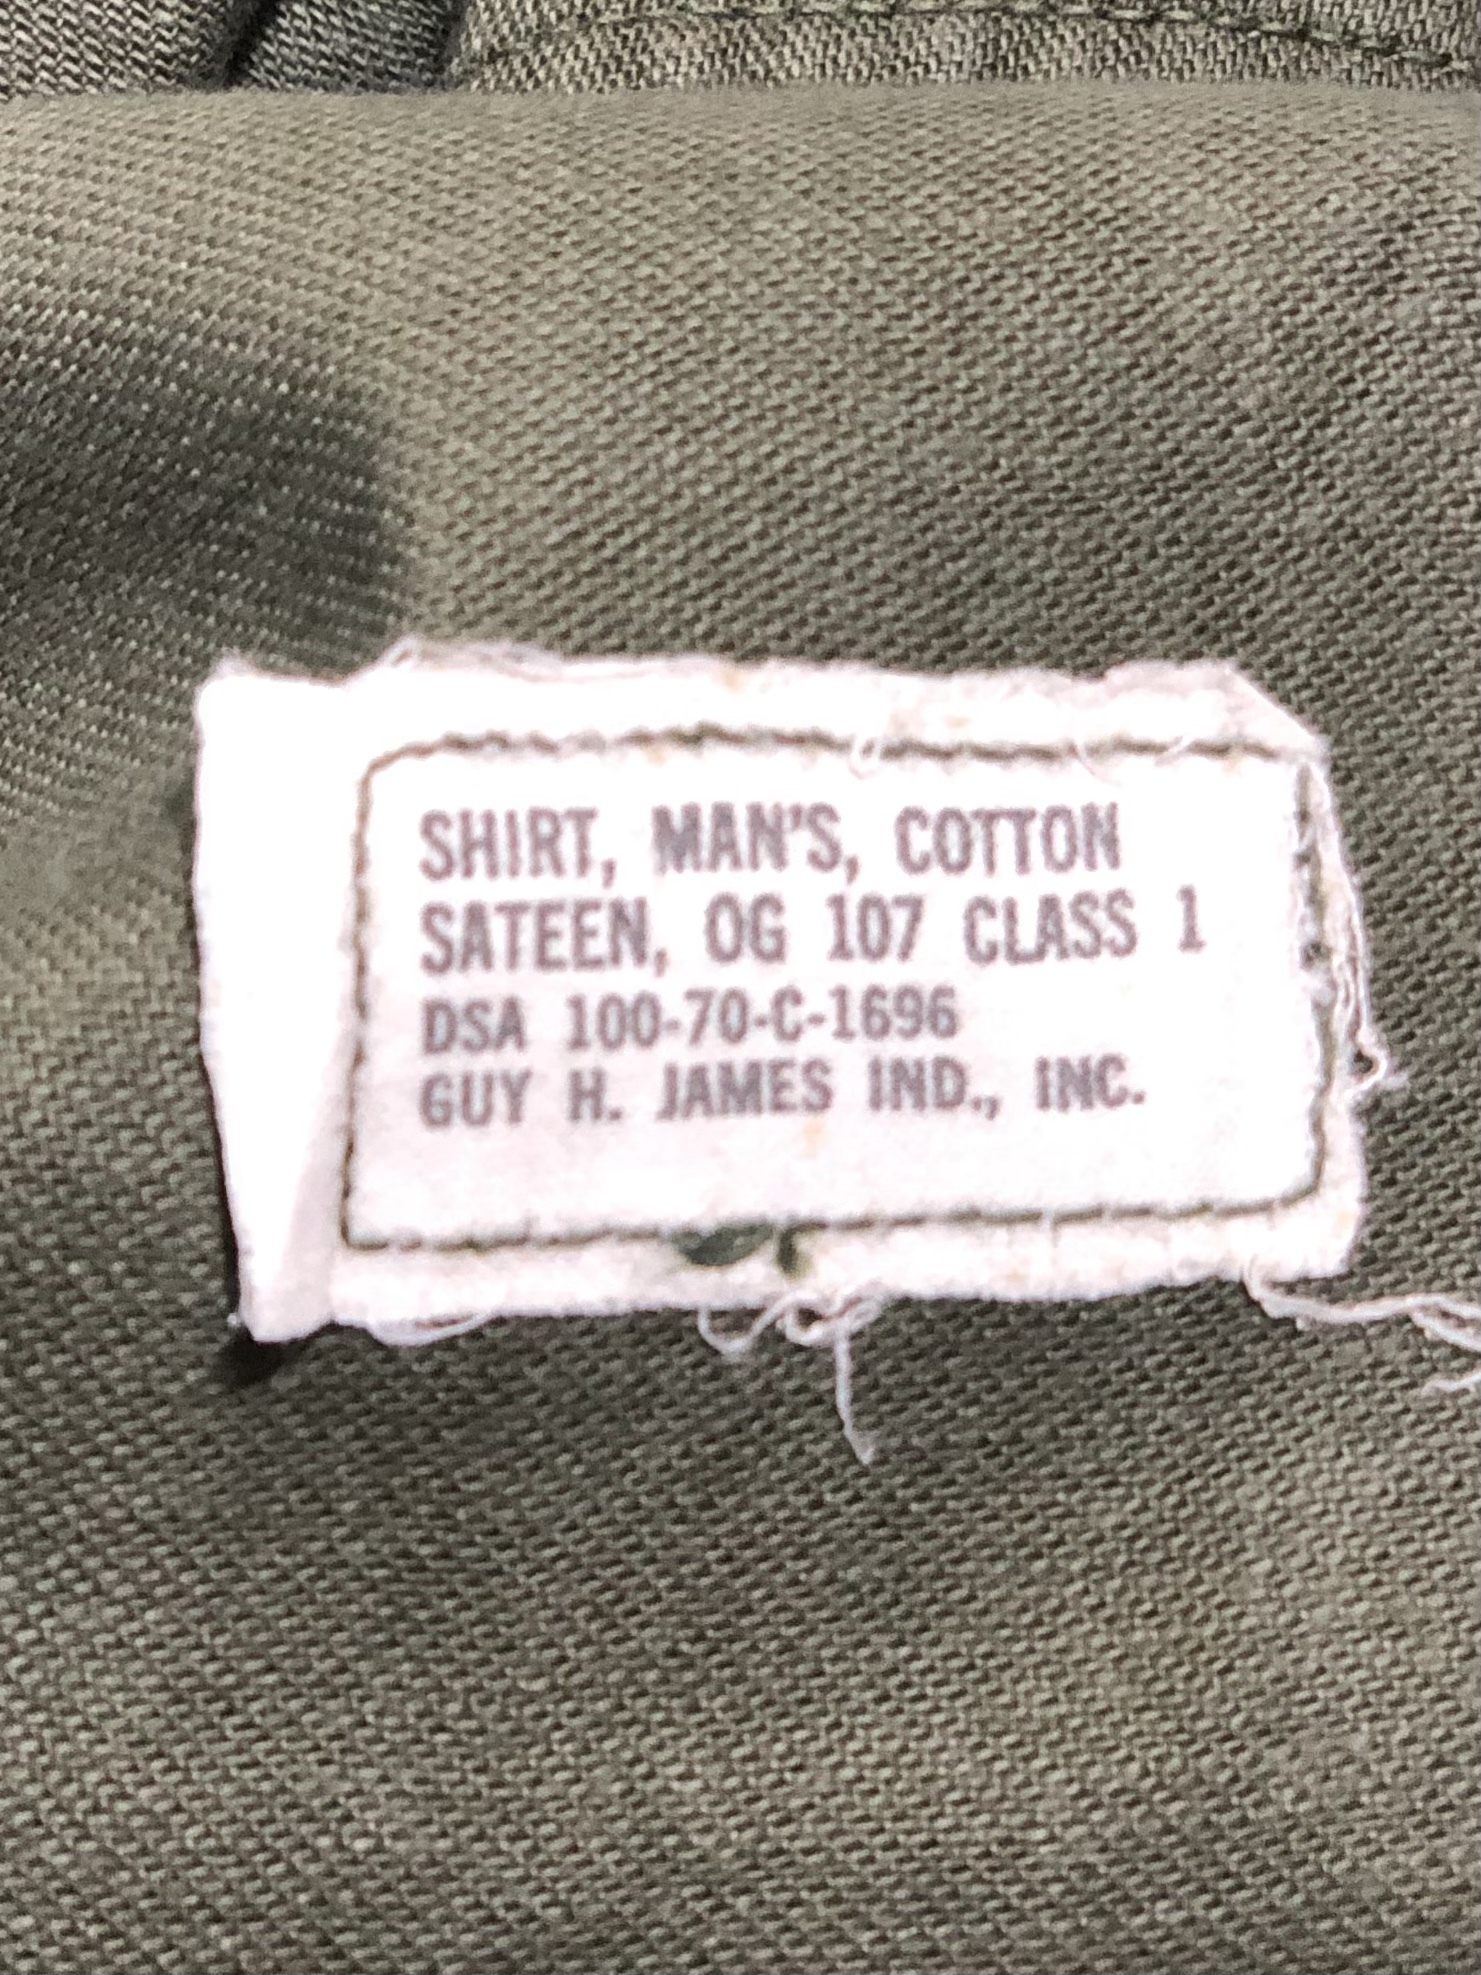 SHIRT, MAN'S, COTTON
SATEEN, OG 107 CLASS 1
DSA 100-70-C-1696
GUY H. JAMES IND., INC.